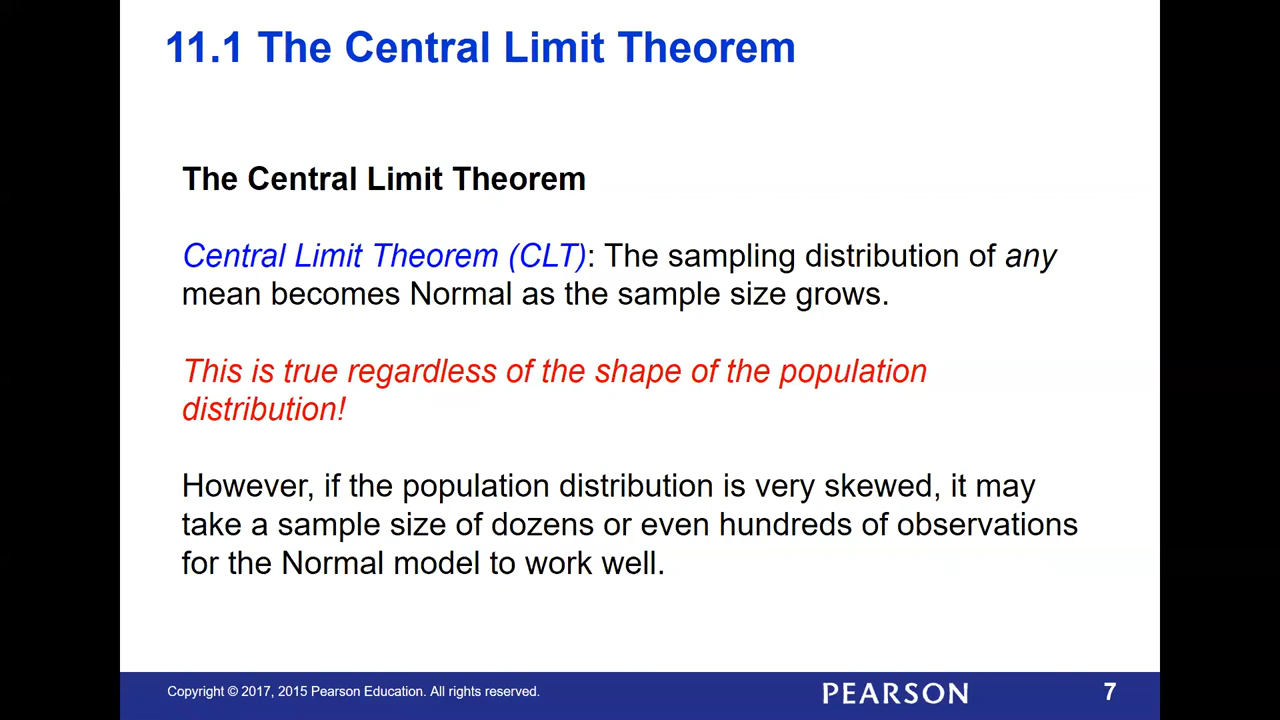 11.1 The Central Limit Theorem
The Central Limit Theorem
Central Limit Theorem (CLT): The sampling distribution of any
mean becomes Normal as the sample size grows.
This is true regardless of the shape of the population
distribution!
However, if the population distribution is very skewed, it may
take a sample size of dozens or even hundreds of observations
for the Normal model to work well.
Copyright © 2017, 2015 Pearson Education. All rights reserved.
PEARSON
7